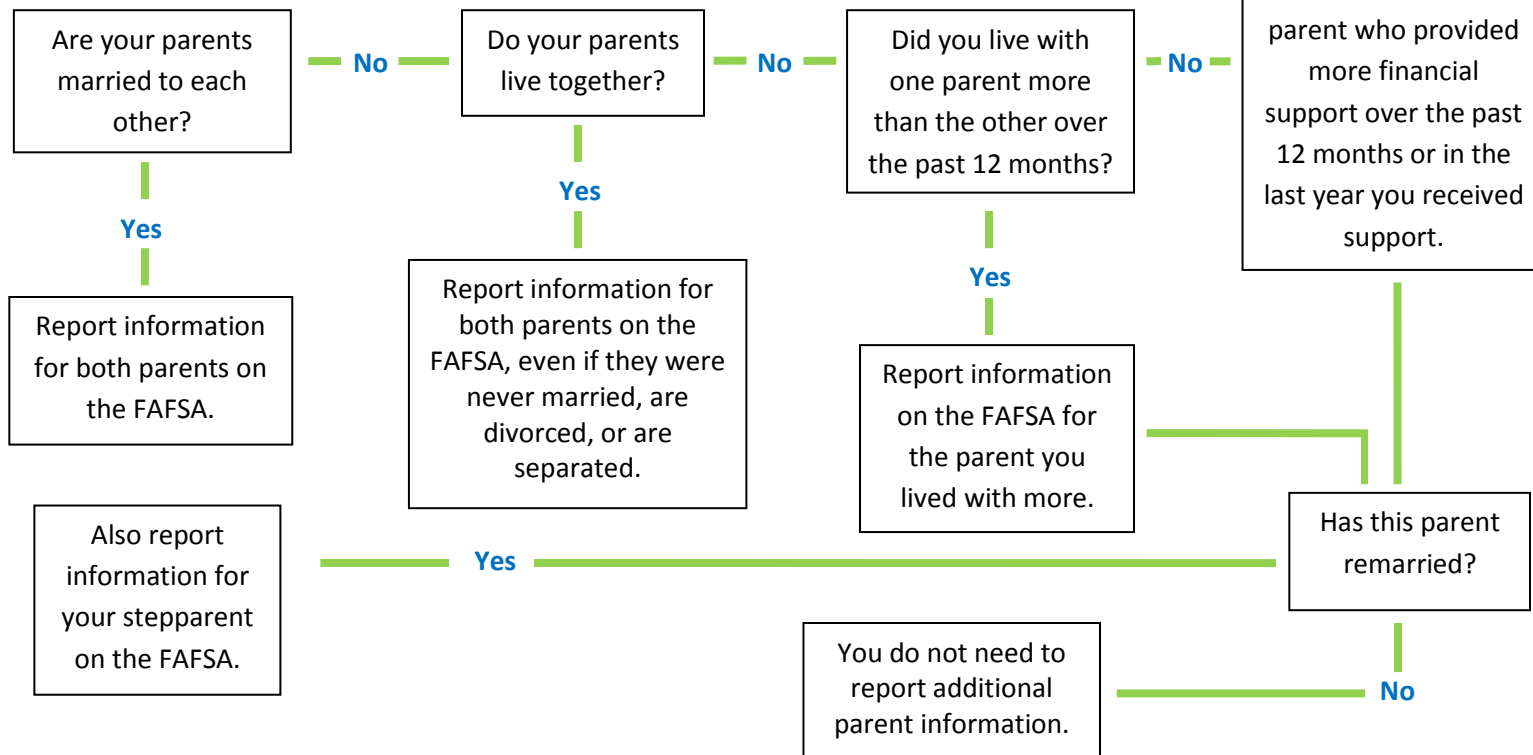 Are your parents
married to each
other?
No
Do your parents
live together?
No
Did you live with
one parent more
than the other over
the past 12 months?
No
parent who provided
more financial
support over the past
12 months or in the
last year you received
support.
Yes
Yes
Yes
Report information
for both parents on
the FAFSA.
Report information for
both parents on the
FAFSA, even if they were
never married, are
divorced, or are
separated.
Report information
on the FAFSA for
the parent you
lived with more.
Has this parent
remarried?
Yes
Also report
information for
your stepparent
on the FAFSA.
No
You do not need to
report additional
parent information.